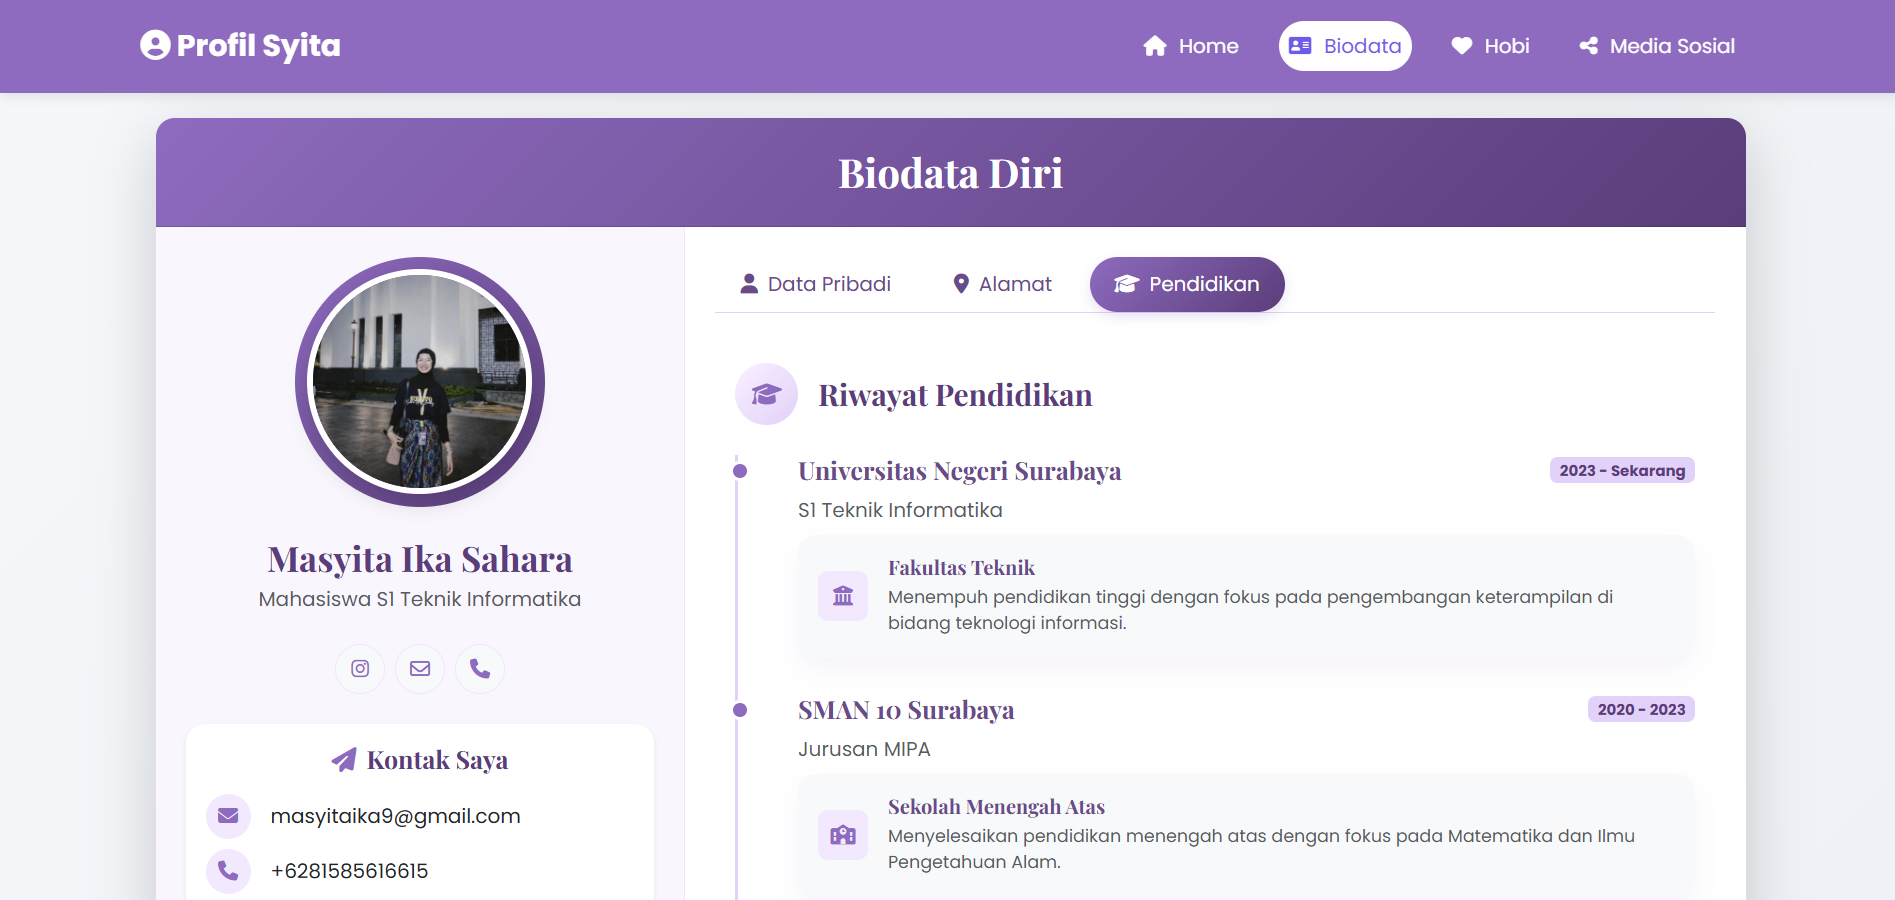 Profil Syita
Home
Biodata
Hobi
Media Sosial
Biodata Diri
Masyita Ika Sahara
Mahasiswa S1 Teknik Informatika
Kontak Saya
masyitaika9@gmail.com
+6281585616615
Data Pribadi
Alamat
Pendidikan
Riwayat Pendidikan
Universitas Negeri Surabaya
2023 - Sekarang
S1 Teknik Informatika
Fakultas Teknik
Menempuh pendidikan tinggi dengan fokus pada pengembangan keterampilan di
bidang teknologi informasi.
SMAN 10 Surabaya
2020 - 2023
Jurusan MIPA
Sekolah Menengah Atas
Menyelesaikan pendidikan menengah atas dengan fokus pada Matematika dan Ilmu
Pengetahuan Alam.